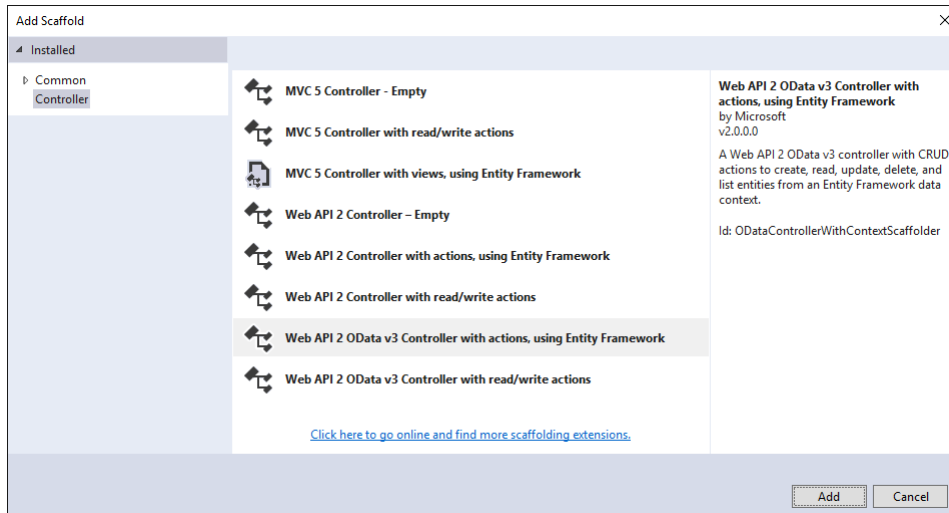 Add Scaffold
Installed
Common
Controller
MVC 5 Controller - Empty
MVC 5 Controller with read/write actions
MVC 5 Controller with views, using Entity Framework
Web API 2 Controller – Empty
Web API 2 Controller with actions, using Entity Framework
Web API 2 Controller with read/write actions
Web API 2 OData v3 Controller with actions, using Entity Framework
Web API 2 OData v3 Controller with read/write actions
Click here to go online and find more scaffolding extensions.
Web API 2 OData v3 Controller with
actions, using Entity Framework
by Microsoft
v2.0.0.0
A Web API 2 OData v3 controller with CRUD
actions to create, read, update, delete, and
list entities from an Entity Framework data
context.
Id: ODataControllerWithContextScaffolder
Add
Cancel